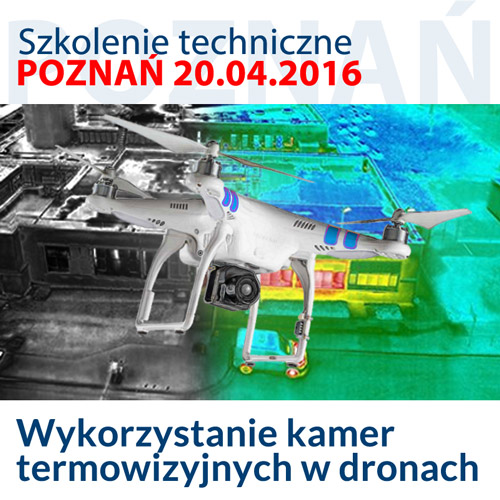 POZNAŃ
Szkolenie techniczne
POZNAŃ 20.04.2016
Wykorzystanie kamer
termowizyjnych w dronach